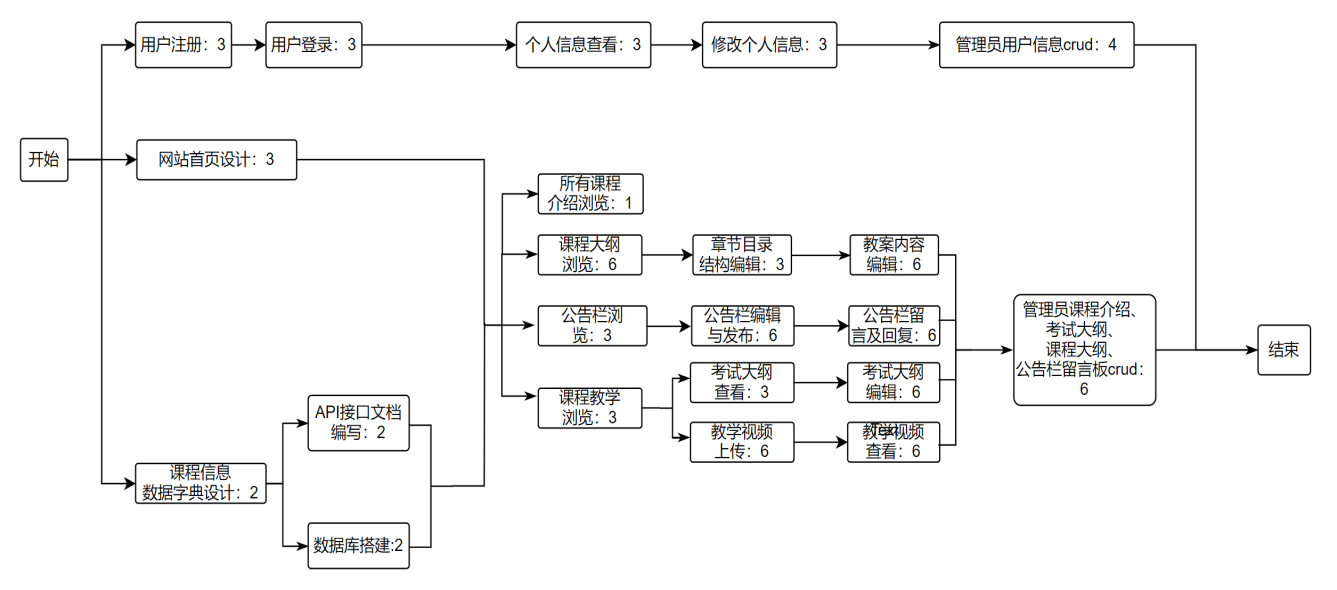 用户注册：3
用户登录：3
个人信息查看：3
修改个人信息：3
管理员用户信息crud：4
开始
网站首页设计：3
所有课程
介绍浏览：1
课程大纲
浏览：6
章节目录
结构编辑：3
教案内容
编辑：6
公告栏浏
览：3
公告栏编辑
与发布：6
公告栏留
言及回复：6
管理员课程介绍、
考试大纲、
课程大纲、
公告栏留言板crud：
6
结束
课程教学
浏览：3
考试大纲
查看：3
考试大纲
编辑：6
教学视频
上传：6
教学视频
Text
查看：6
API接口文档
编写：2
课程信息
数据字典设计：2
数据库搭建:2